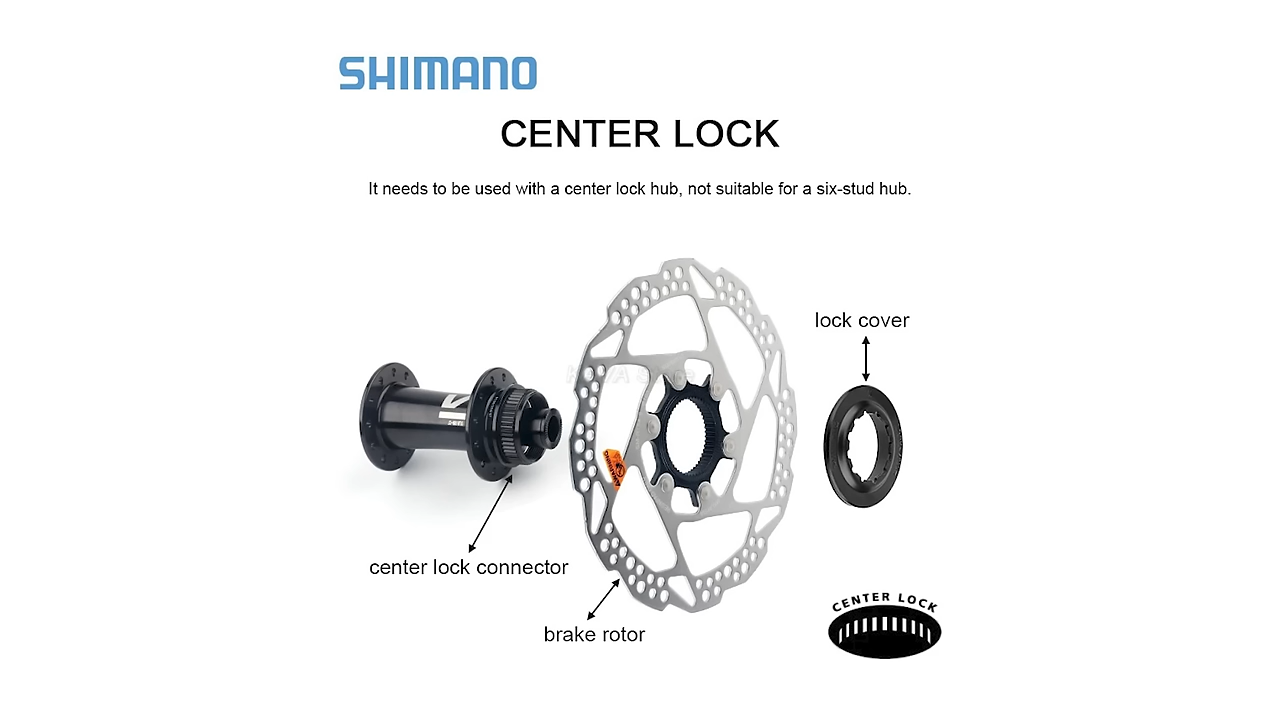 SHIMANO
CENTER LOCK
It needs to be used with a center lock hub, not suitable for a six-stud hub.
lock cover
center lock connector
brake rotor
CENTER LOCK